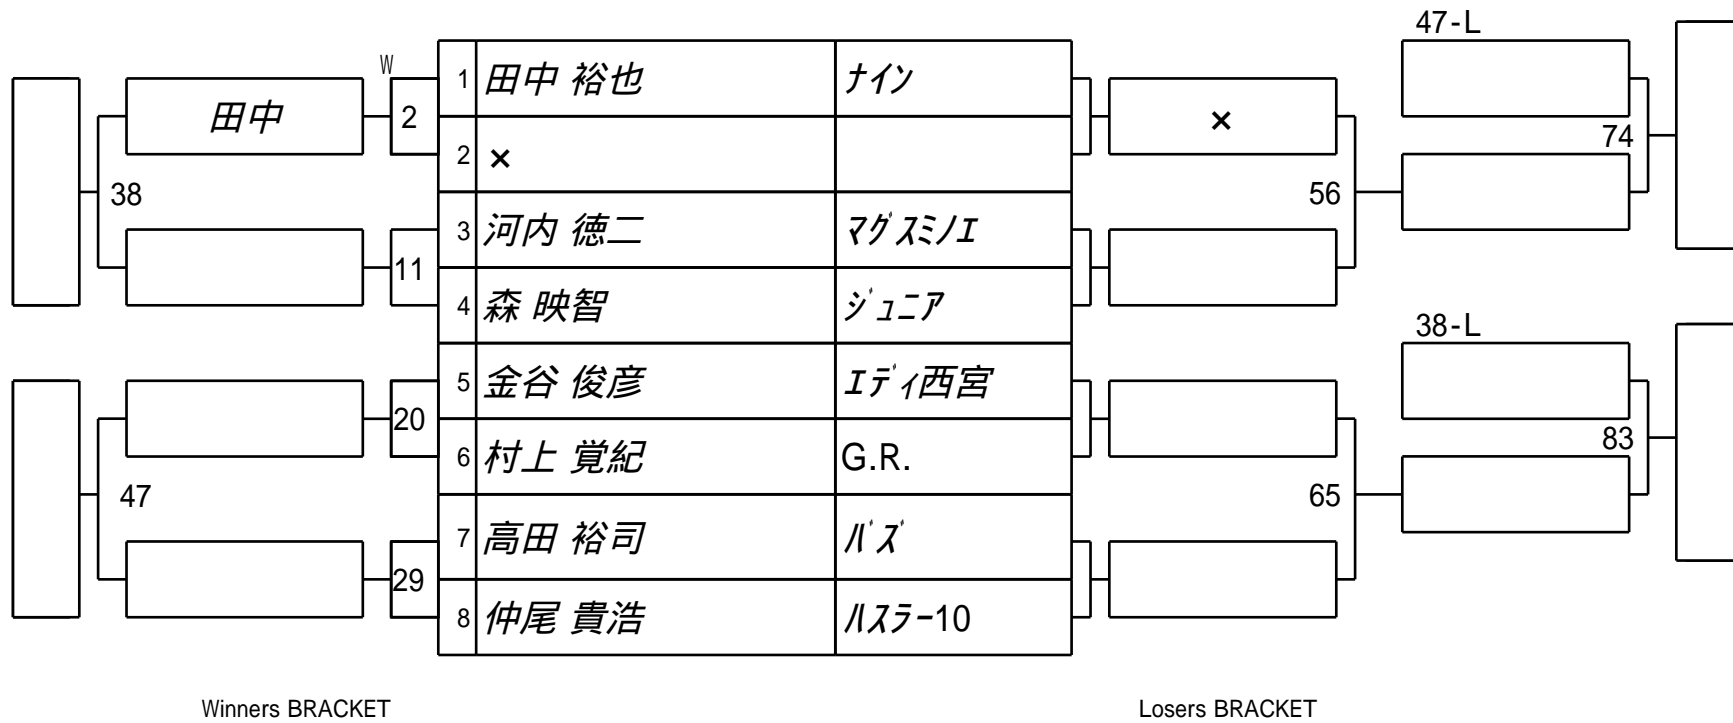 47-L
W
1 田中 裕也 ﾅｲﾝ
田中 2 × 74
2 ×
38 56
3 河内 徳二 ﾏｸﾞｽﾐﾉｴ
11
4 森 映智 ｼﾞｭﾆｱ
38-L
5 金谷 俊彦 ｴﾃﾞｨ西宮
20 83
6 村上 覚紀 G.R.
47 65
7 高田 裕司 ﾊﾞｽﾞ
29
8 仲尾 貴浩 ﾊｽﾗｰ10
Winners BRACKET Losers BRACKET